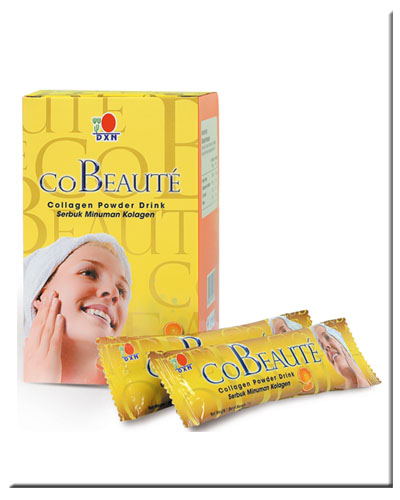 DXN
COBEAUTÉ
Collagen Powder Drink
Serbuk Minuman Kolagen
DXN
COBEAUTÉ
Collagen Powder Drink
Serbuk Minuman Kolagen